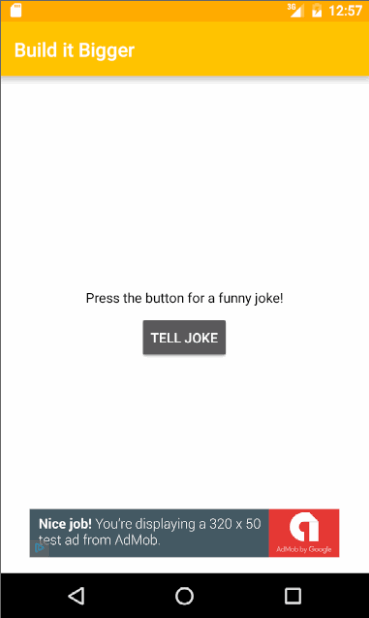 3G 12:57
Build it Bigger
Press the button for a funny joke!
TELL JOKE
Nice job! You're displaying a 320 x 50
test ad from AdMob.
AdMob by Google